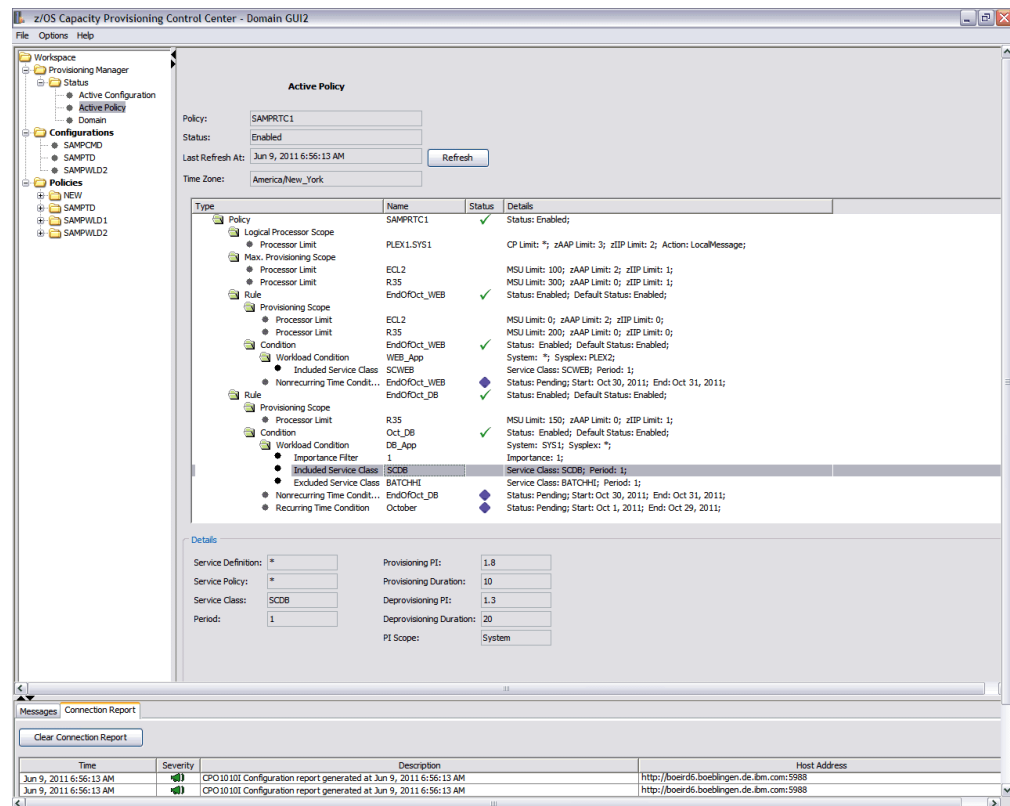 z/OS Capacity Provisioning Control Center - Domain GUI2
File Options Help
Workspace
Provisioning Manager
Status
Active Configuration
Active Policy
Domain
Configurations
SAMPCMD
SAMPTD
SAMPWLD2
Policies
NEW
SAMPTD
SAMPWLD1
SAMPWLD2
Active Policy
Policy: SAMPRTC1
Status: Enabled
Last Refresh At: Jun 9, 2011 6:56:13 AM Refresh
Time Zone: America/New_York
Type Name Status Details
Policy SAMPRTC1 Status: Enabled;
Logical Processor Scope
Processor Limit PLEX1.SYS1 CP Limit: *; zAAP Limit: 3; zIIP Limit: 2; Action: LocalMessage;
Max. Provisioning Scope
Processor Limit ECL2 MSU Limit: 100; zAAP Limit: 2; zIIP Limit: 1;
Processor Limit R35 MSU Limit: 300; zAAP Limit: 0; zIIP Limit: 1;
Rule EndOfOct_WEB Status: Enabled; Default Status: Enabled;
Provisioning Scope
Processor Limit ECL2 MSU Limit: 0; zAAP Limit: 2; zIIP Limit: 0;
Processor Limit R35 MSU Limit: 200; zAAP Limit: 0; zIIP Limit: 0;
Condition EndOfOct_WEB Status: Enabled; Default Status: Enabled;
Workload Condition WEB_App System: *; Sysplex: PLEX2;
Included Service Class SCWEB Service Class: SCWEB; Period: 1;
Nonrecurring Time Condit... EndOfOct_WEB Status: Pending; Start: Oct 30, 2011; End: Oct 31, 2011;
Rule EndOfOct_DB Status: Enabled; Default Status: Enabled;
Provisioning Scope
Processor Limit R35 MSU Limit: 150; zAAP Limit: 0; zIIP Limit: 0;
Condition Oct_DB Status: Enabled; Default Status: Enabled;
Workload Condition DB_App System: SYS1; Sysplex: *;
Importance Filter 1 Importance: 1;
Included Service Class SCDB Service Class: SCDB; Period: 1;
Excluded Service Class BATCHHI Service Class: BATCHHI; Period: 1;
Nonrecurring Time Condit... EndOfOct_DB Status: Pending; Start: Oct 30, 2011; End: Oct 31, 2011;
Recurring Time Condition October Status: Pending; Start: Oct 1, 2011; End: Oct 29, 2011;
Details
Service Definition: * Provisioning PI: 1.8
Service Policy: * Provisioning Duration: 10
Service Class: SCDB Deprovisioning PI: 1.3
Period: 1 Deprovisioning Duration: 20
PI Scope: System
Messages Connection Report
Clear Connection Report
Time Severity Description Host Address
Jun 9, 2011 6:56:13 AM CPO1010I Configuration report generated at Jun 9, 2011 6:56:13 AM http://boeird6.boeblingen.de.ibm.com:5988
Jun 9, 2011 6:56:13 AM CPO1010I Configuration report generated at Jun 9, 2011 6:56:13 AM http://boeird6.boeblingen.de.ibm.com:5988